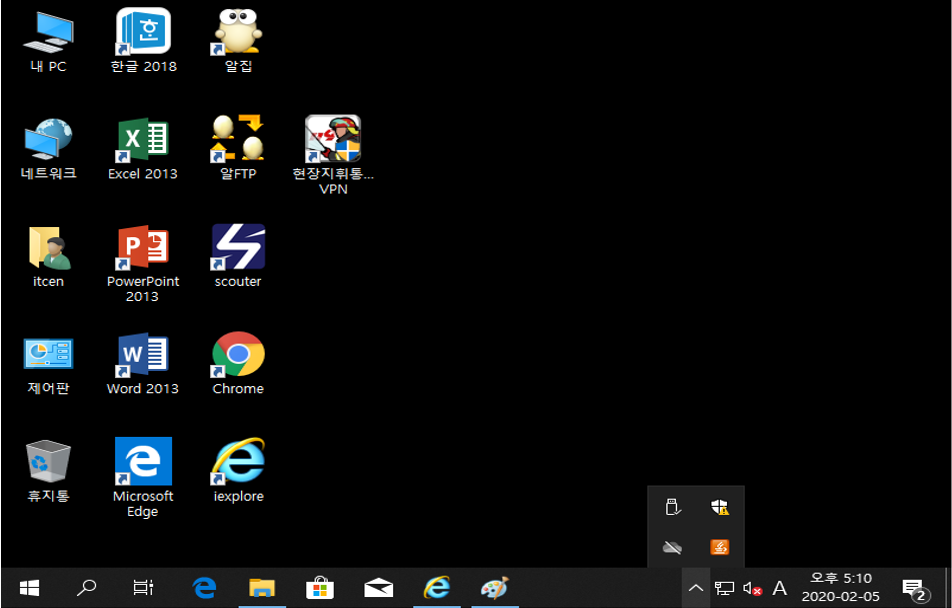 내 PC
한글 2018
알집
네트워크
Excel 2013
알FTP
현장지휘통...
VPN
itcen
PowerPoint
2013
scouter
제어판
Word 2013
Chrome
휴지통
Microsoft
Edge
iexplore
A
오후 5:10
2020-02-05
2